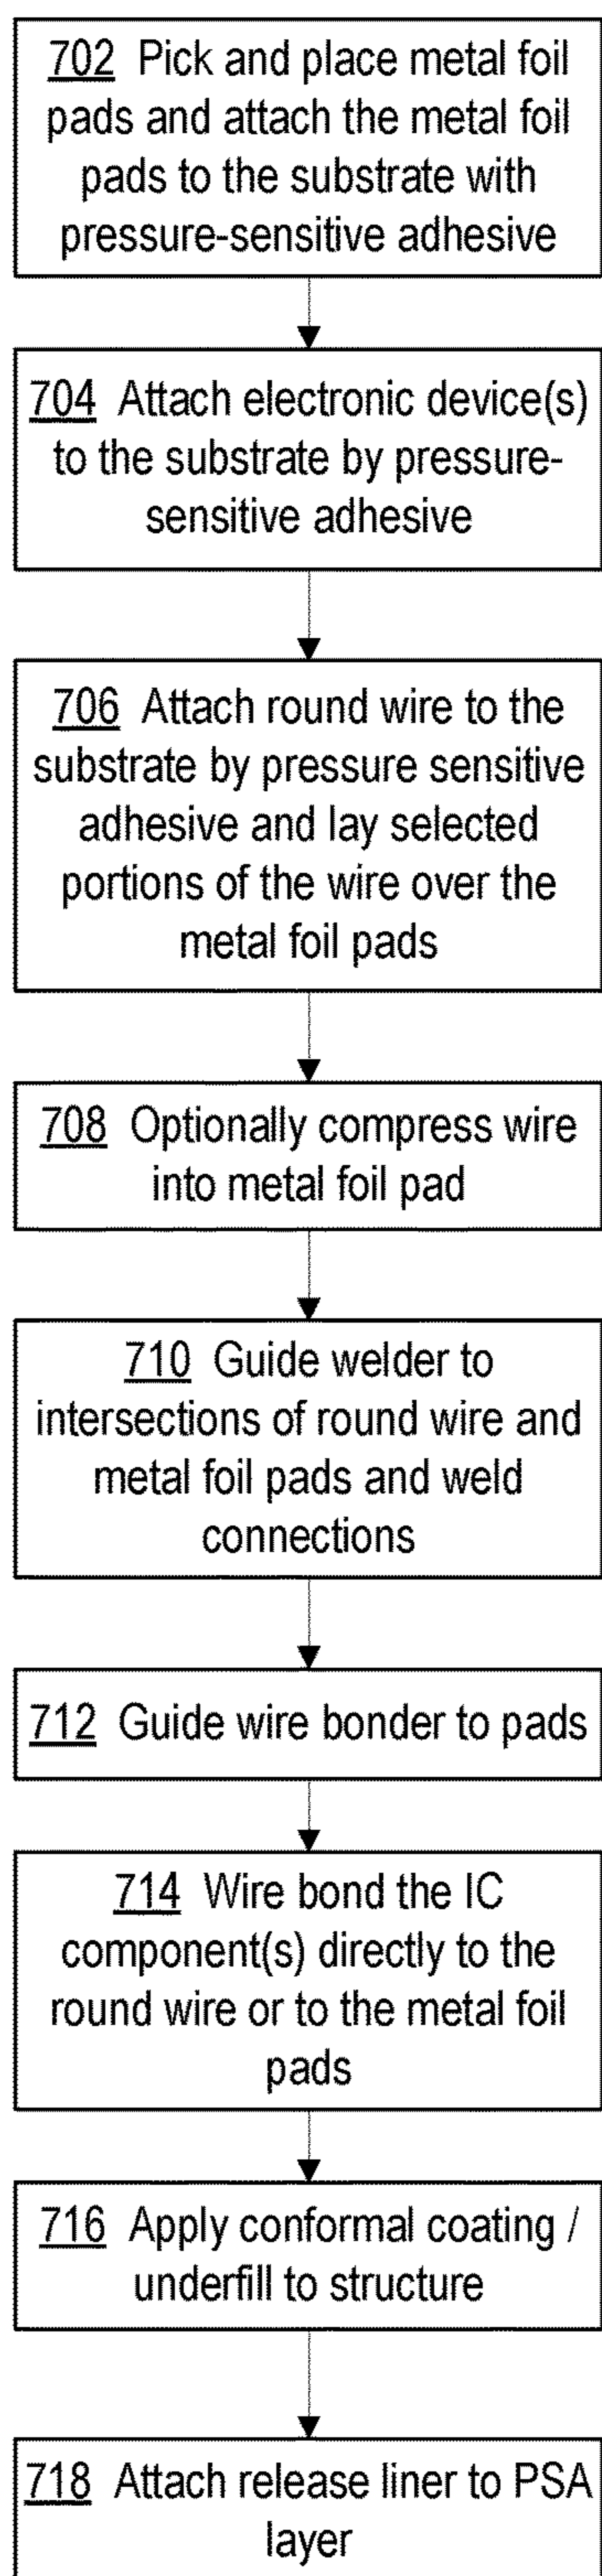 702 Pick and place metal foil
pads and attach the metal foil
pads to the substrate with
pressure-sensitive adhesive
704 Attach electronic device(s)
to the substrate by pressure-
sensitive adhesive
706 Attach round wire to the
substrate by pressure sensitive
adhesive and lay selected
portions of the wire over the
metal foil pads
708 Optionally compress wire
into metal foil pad
710 Guide welder to
intersections of round wire and
metal foil pads and weld
connections
712 Guide wire bonder to pads
714 Wire bond the IC
component(s) directly to the
round wire or to the metal foil
pads
716 Apply conformal coating /
underfill to structure
718 Attach release liner to PSA
layer